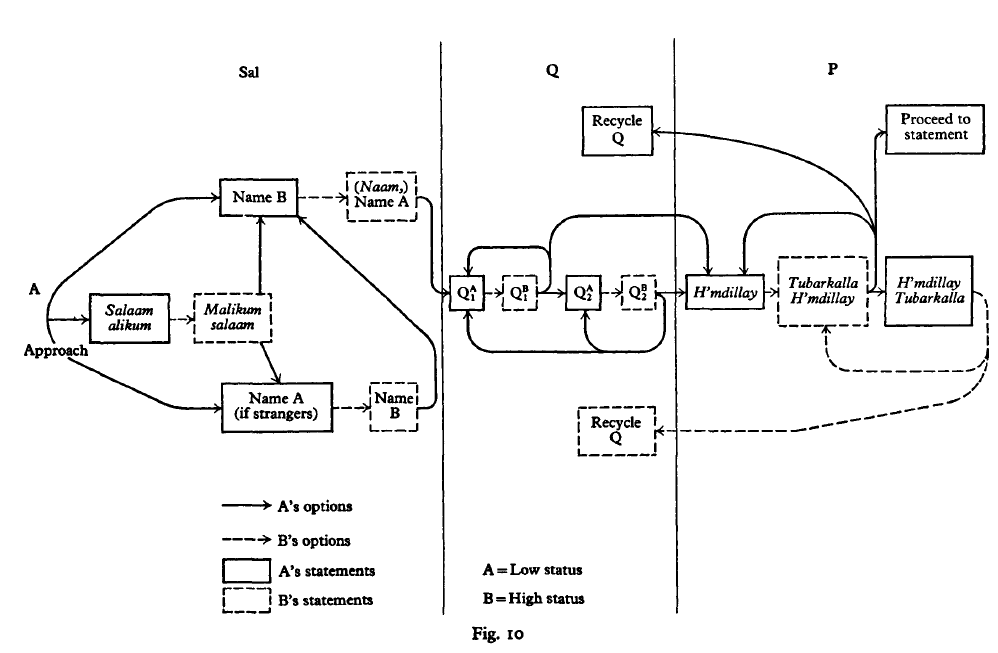 Sal
Q
P
Recycle
Q
Proceed to
statement
Name B
(Naam,)
Name A
A
Salaam
alikum
Malikum
salaam
Approach
Q₁ᴬ
Q₁ᴮ
Q₂ᴬ
Q₂ᴮ
H'mdillay
Tubarkalla
H'mdillay
H'mdillay
Tubarkalla
Name A
(if strangers)
Name
B
Recycle
Q
A's options
B's options
A's statements
B's statements
A = Low status
B = High status
Fig. 10